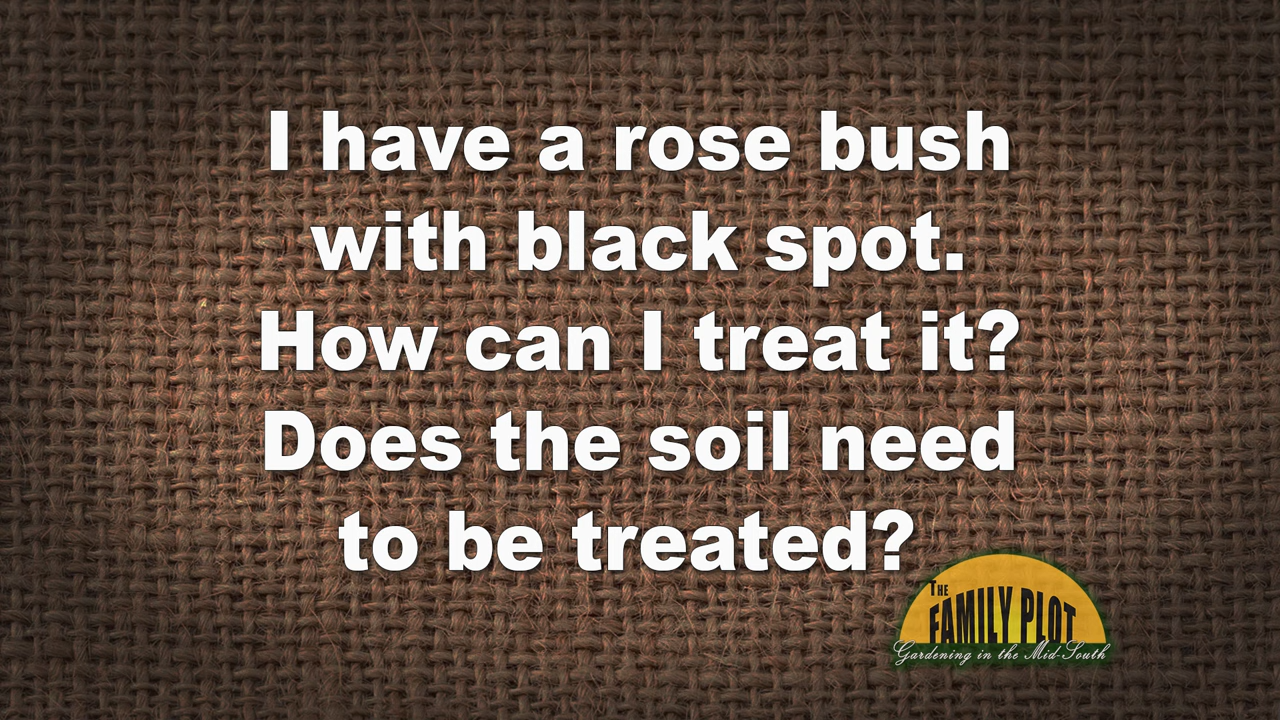 I have a rose bush
with black spot.
How can I treat it?
Does the soil need
to be treated?
THE
FAMILY PLOT
Gardening in the Mid-South